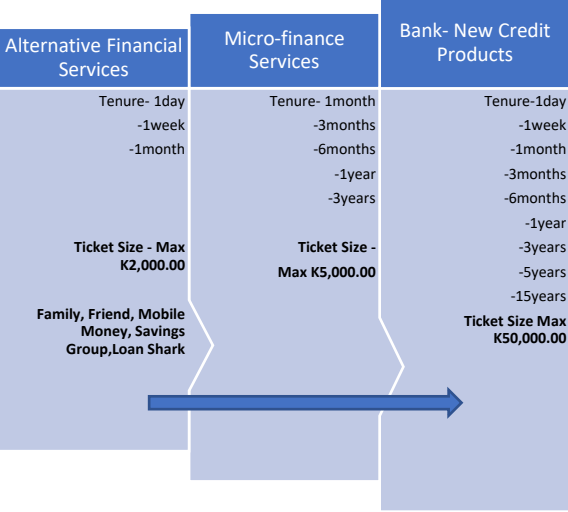 Alternative Financial
Services
Tenure- 1day
-1week
-1month
Ticket Size - Max
K2,000.00
Family, Friend, Mobile
Money, Savings
Group,Loan Shark
Micro-finance
Services
Tenure- 1month
-3months
-6months
-1year
-3years
Ticket Size -
Max K5,000.00
Bank- New Credit
Products
Tenure-1day
-1week
-1month
-3months
-6months
-1year
-3years
-5years
-15years
Ticket Size Max
K50,000.00